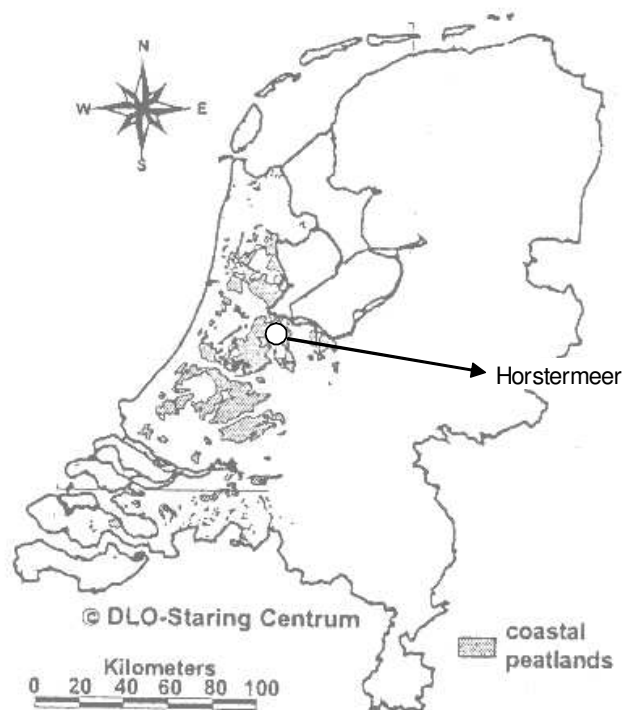 N
W E
S
Horstermeer
© DLO-Staring Centrum
coastal
peatlands
Kilometers
0 20 40 60 80 100